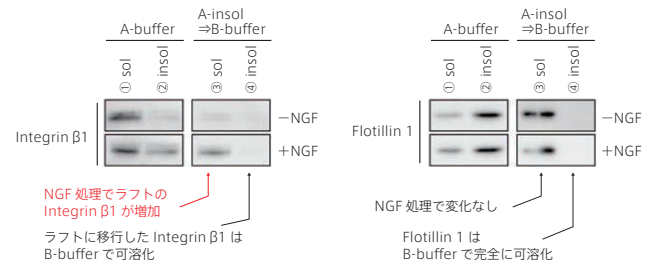 A-buffer
A-insol
⇒B-buffer
① sol
② insol
③ sol
④ insol
Integrin β1
−NGF
+NGF
NGF 処理でラフトの
Integrin β1 が増加
ラフトに移行した Integrin β1 は
B-buffer で可溶化
A-buffer
A-insol
⇒B-buffer
① sol
② insol
③ sol
④ insol
Flotillin 1
−NGF
+NGF
NGF 処理で変化なし
Flotillin 1 は
B-buffer で完全に可溶化